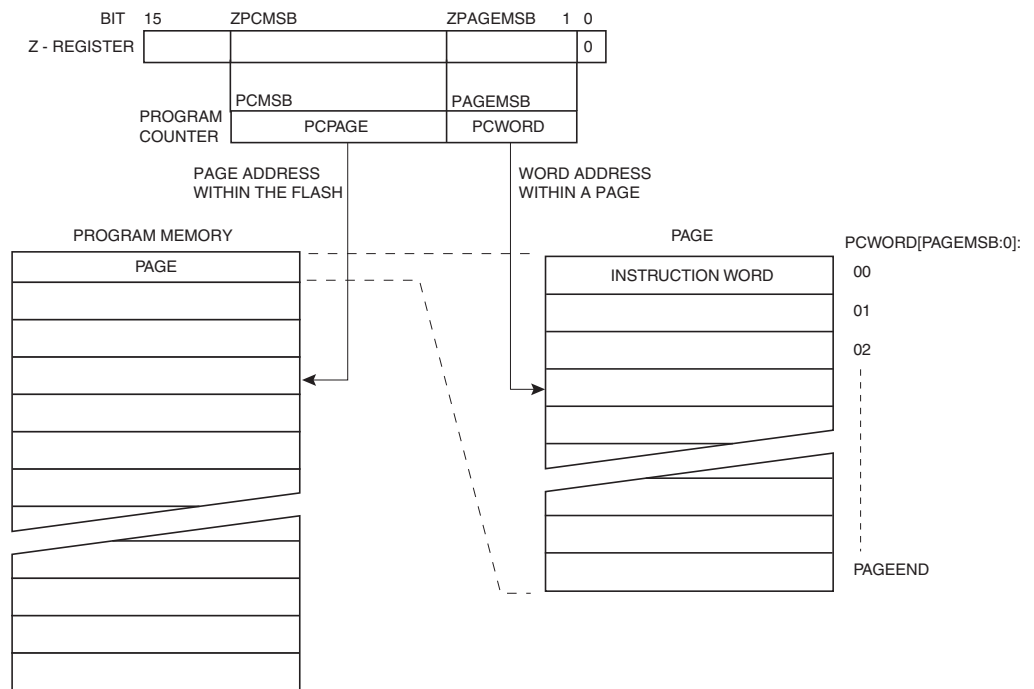 BIT 15 ZPCMSB ZPAGEMSB 1 0
Z - REGISTER 0
PCMSB PAGEMSB
PROGRAM
COUNTER
PCPAGE PCWORD
PAGE ADDRESS
WITHIN THE FLASH
WORD ADDRESS
WITHIN A PAGE
PROGRAM MEMORY
PAGE
PAGE
PCWORD[PAGEMSB:0]:
INSTRUCTION WORD
00
01
02
PAGEEND